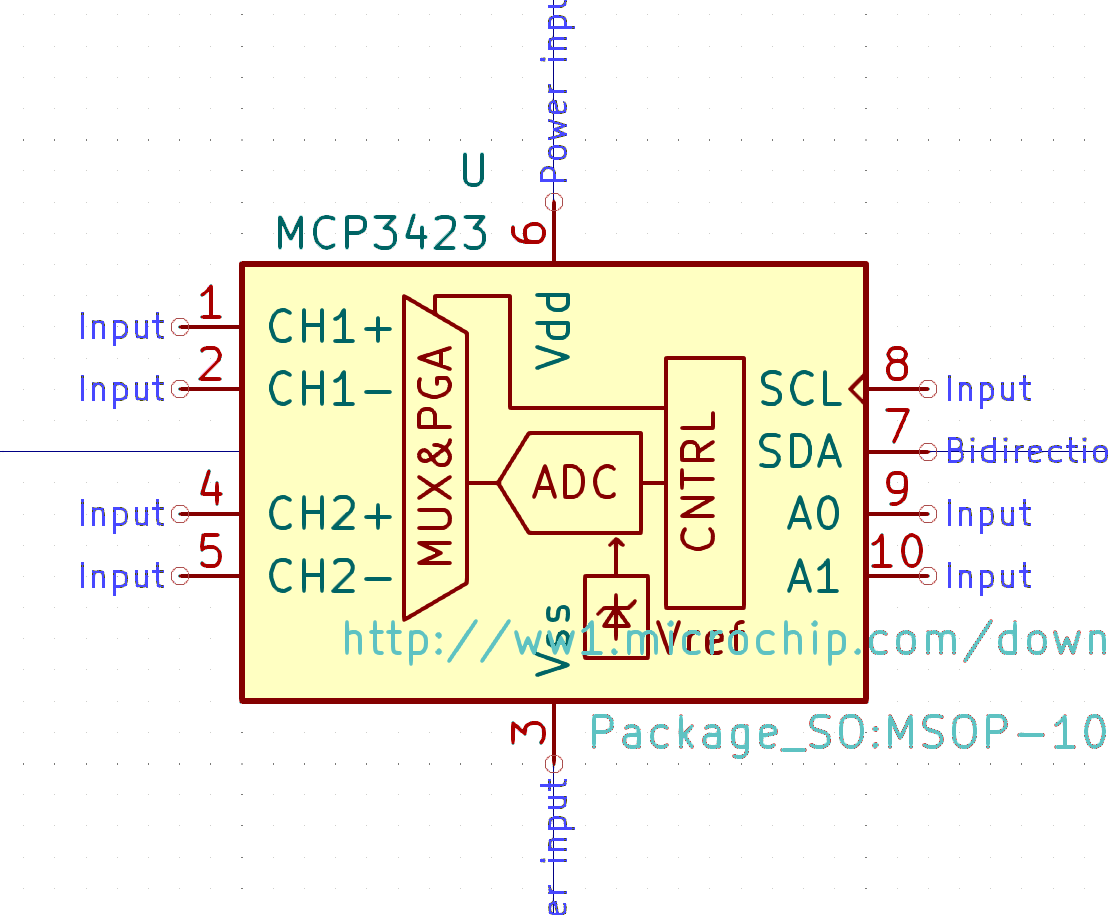 Power inpu
U
MCP3423
6
1
Input
CH1+
2
Input
CH1-
Vdd
MUX&PGA
8
SCL
Input
7
SDA
Bidirectio
4
Input
CH2+
ADC
CNTRL
9
A0
Input
5
Input
CH2-
10
A1
Input
Vss
Vref
http://ww1.microchip.com/down
3
Package_SO:MSOP-10
er input